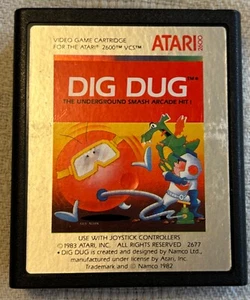 VIDEO GAME CARTRIDGE
FOR THE ATARI® 2600™ VCS™
ATARI® 2600
DIG DUG™*
THE UNDERGROUND SMASH ARCADE HIT!
USE WITH JOYSTICK CONTROLLERS
© 1983 ATARI, INC. ALL RIGHTS RESERVED 2677
* DIG DUG is created and designed by Namco Ltd.,
manufactured under license by Atari, Inc.
Trademark and © Namco 1982